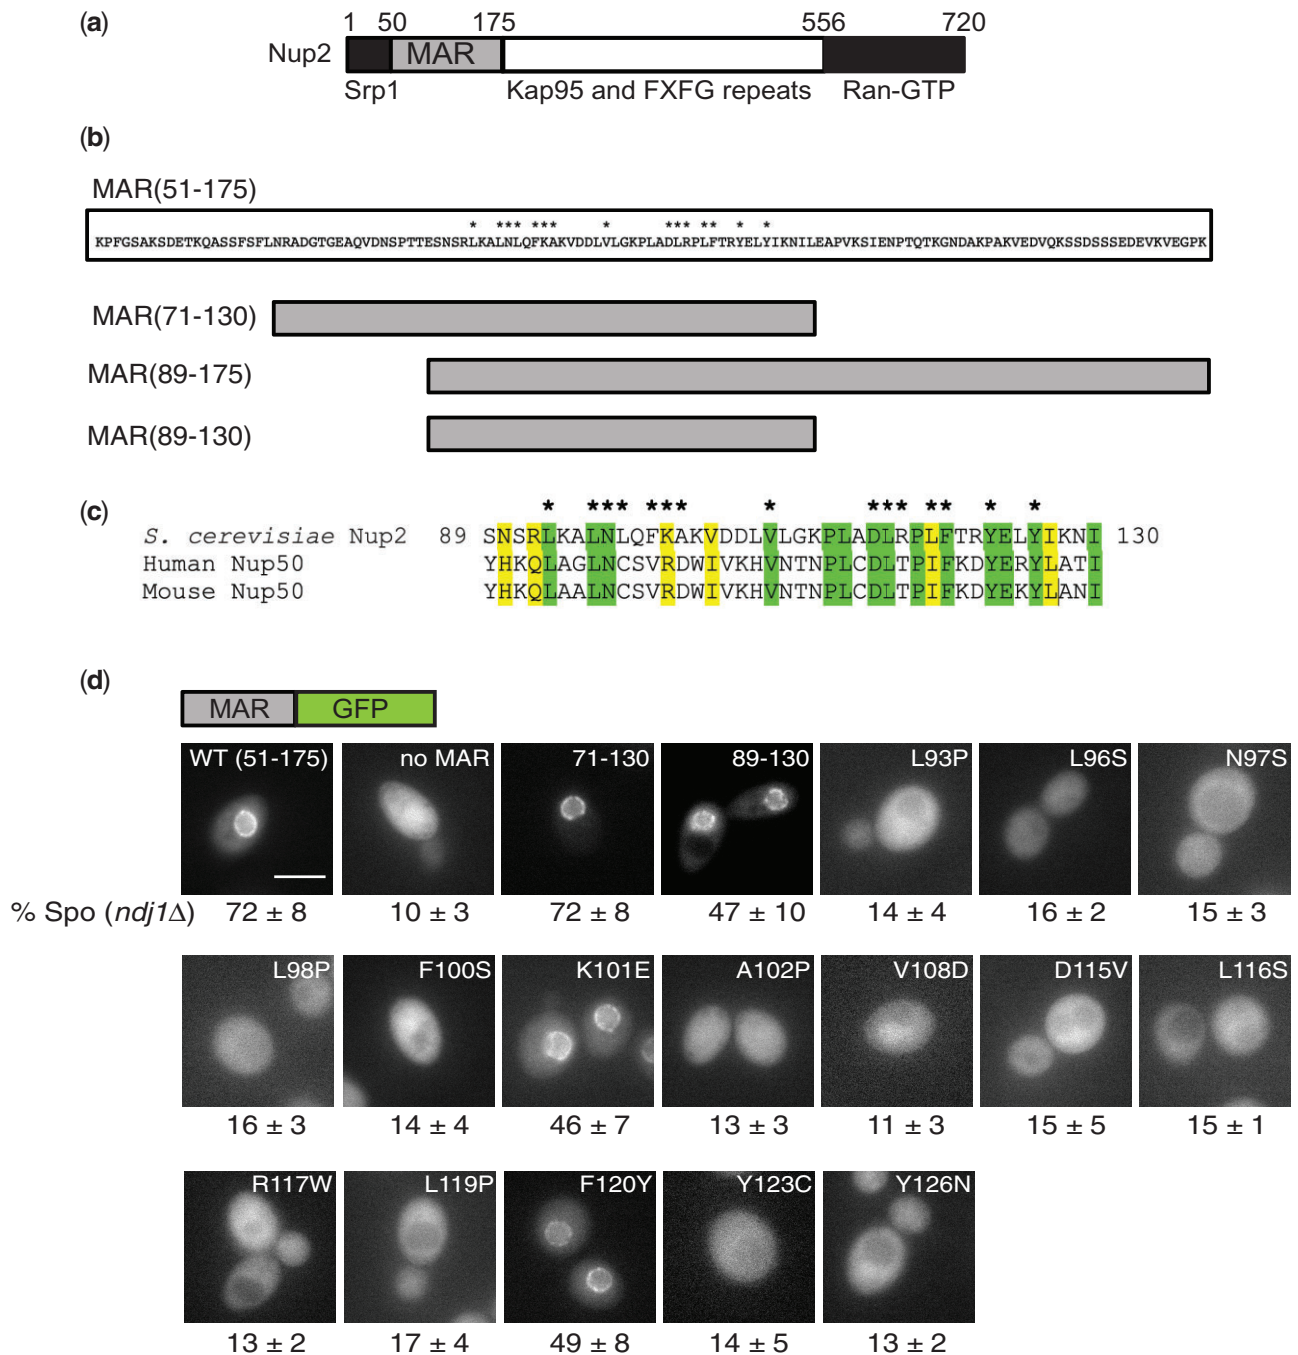 (a)
1 50 175 556 720
Nup2 MAR
Srp1 Kap95 and FXFG repeats Ran-GTP
(b)
MAR(51-175)
* *** *** * *** ** * *
KPFGSAKSDETKQASSFSFLNRADGTGEAQVDNSPTTESNSRLKALNLQFKAKVDDLVLGKPLADLRPLFTRYELYIKNILEAPVKSIENPTQTKGNDAKPAKVEDVQKSSDSSSEDEVKVEGPK
MAR(71-130)
MAR(89-175)
MAR(89-130)
(c)
* *** *** * *** ** * *
S. cerevisiae Nup2 89 SNSRLKALNLQFKAKVDDLVLGKPLADLRPLFTRYELYIKNI 130
Human Nup50 YHKQLAGLNCSVRDWIVKHVNTNPLCDLTPIFKDYERYLATI
Mouse Nup50 YHKQLAALNCSVRDWIVKHVNTNPLCDLTPIFKDYEKYLANI
(d)
MAR GFP
WT (51-175) no MAR 71-130 89-130 L93P L96S N97S
% Spo (ndj1Δ) 72 ± 8 10 ± 3 72 ± 8 47 ± 10 14 ± 4 16 ± 2 15 ± 3
L98P F100S K101E A102P V108D D115V L116S
16 ± 3 14 ± 4 46 ± 7 13 ± 3 11 ± 3 15 ± 5 15 ± 1
R117W L119P F120Y Y123C Y126N
13 ± 2 17 ± 4 49 ± 8 14 ± 5 13 ± 2